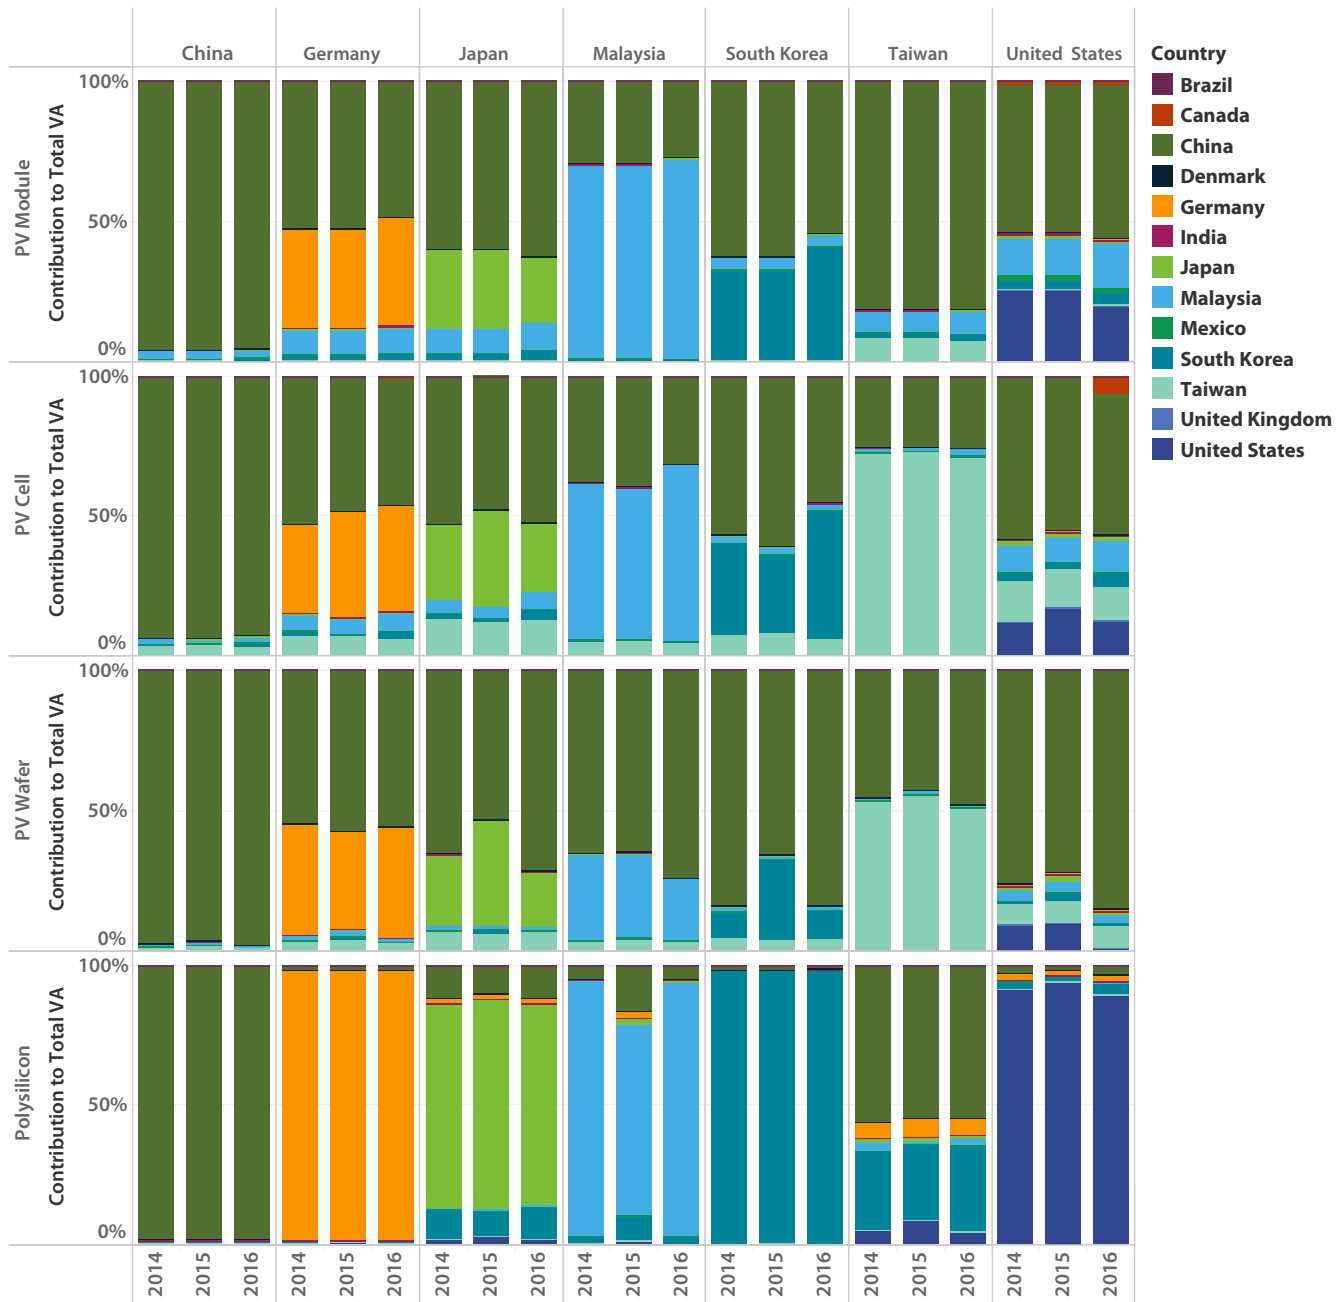 China Germany Japan Malaysia South Korea Taiwan United States
Country
Brazil
Canada
China
Denmark
Germany
India
Japan
Malaysia
Mexico
South Korea
Taiwan
United Kingdom
United States
PV Module
Contribution to Total VA
100%
50%
0%
PV Cell
Contribution to Total VA
100%
50%
0%
PV Wafer
Contribution to Total VA
100%
50%
0%
Polysilicon
Contribution to Total VA
100%
50%
0%
2014 2015 2016 2014 2015 2016 2014 2015 2016 2014 2015 2016 2014 2015 2016 2014 2015 2016 2014 2015 2016